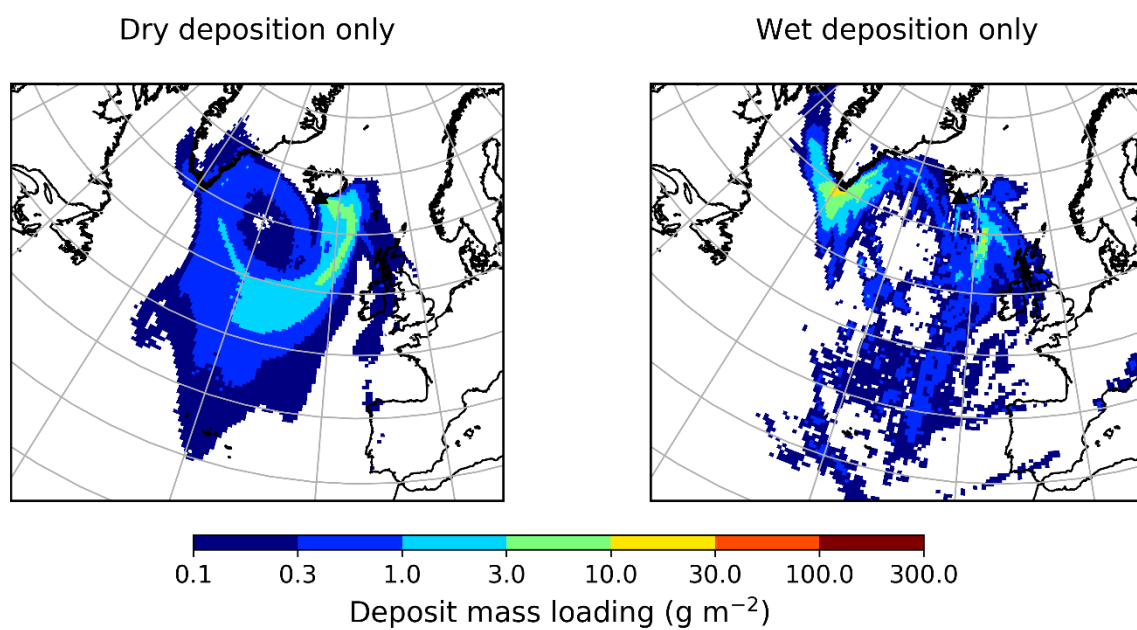 Dry deposition only
Wet deposition only
0.1 0.3 1.0 3.0 10.0 30.0 100.0 300.0
Deposit mass loading (g m⁻²)